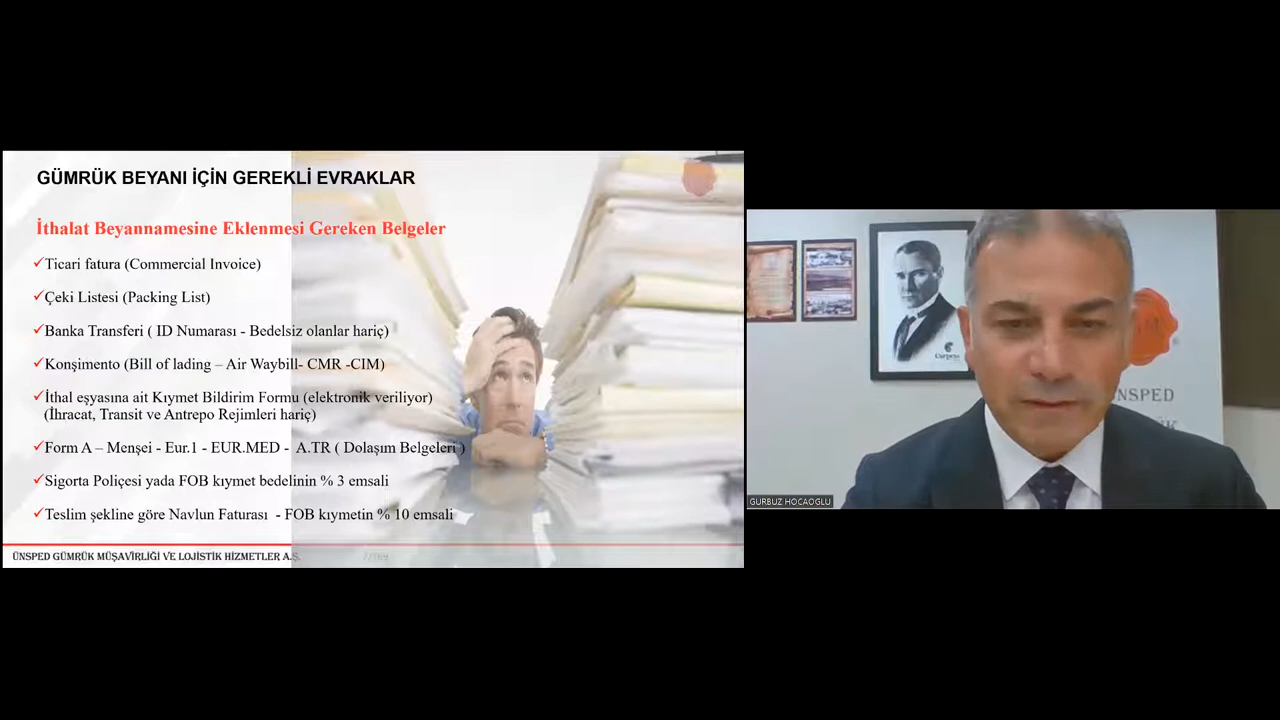 GÜMRÜK BEYANI İÇİN GEREKLİ EVRAKLAR
İthalat Beyannamesine Eklenmesi Gereken Belgeler
✓Ticari fatura (Commercial Invoice)
✓Çeki Listesi (Packing List)
✓Banka Transferi ( ID Numarası - Bedelsiz olanlar hariç)
✓Konşimento (Bill of lading – Air Waybill- CMR -CIM)
✓İthal eşyasına ait Kıymet Bildirim Formu (elektronik veriliyor)
(İhracat, Transit ve Antrepo Rejimleri hariç)
✓Form A – Menşei - Eur.1 - EUR.MED - A.TR ( Dolaşım Belgeleri )
✓Sigorta Poliçesi yada FOB kıymet bedelinin % 3 emsali
✓Teslim şekline göre Navlun Faturası - FOB kıymetin % 10 emsali
ÜNSPED GÜMRÜK MÜŞAVİRLİĞİ VE LOJİSTİK HİZMETLER A.Ş.
ÜNSPED
GURBUZ HOCAOGLU